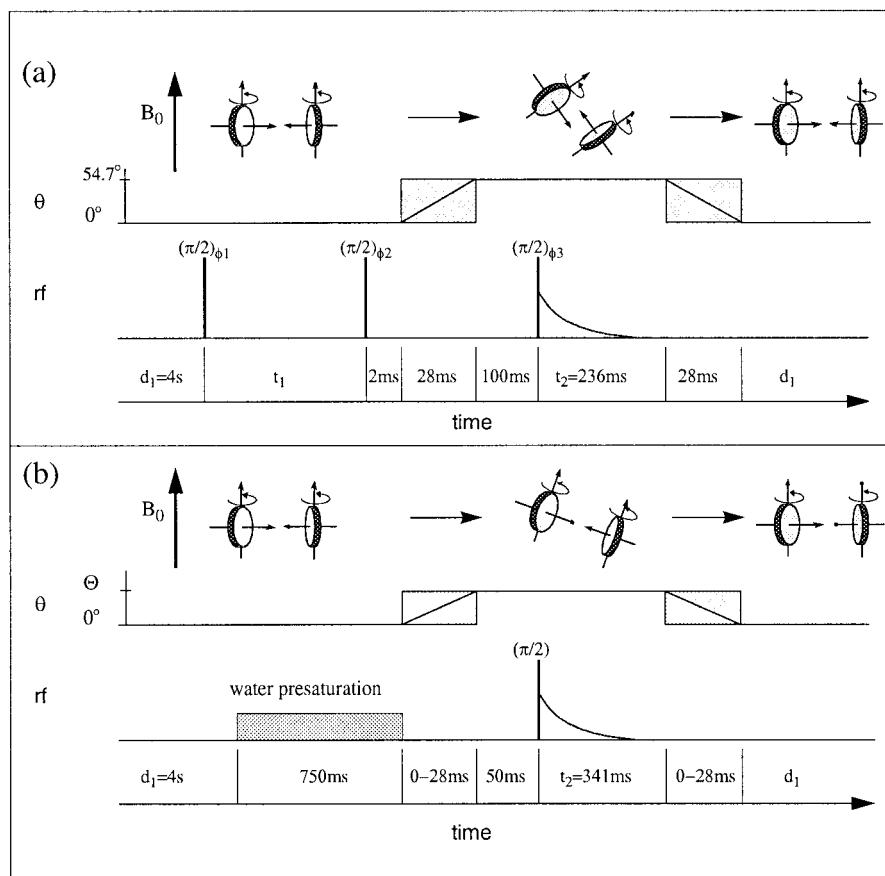 (a)
B₀
54.7°
θ
0°
(π/2)ϕ1 (π/2)ϕ2 (π/2)ϕ3
rf
d₁=4s t₁ 2ms 28ms 100ms t₂=236ms 28ms d₁
time
(b)
B₀
Θ
θ
0°
(π/2)
water presaturation
rf
d₁=4s 750ms 0−28ms 50ms t₂=341ms 0−28ms d₁
time